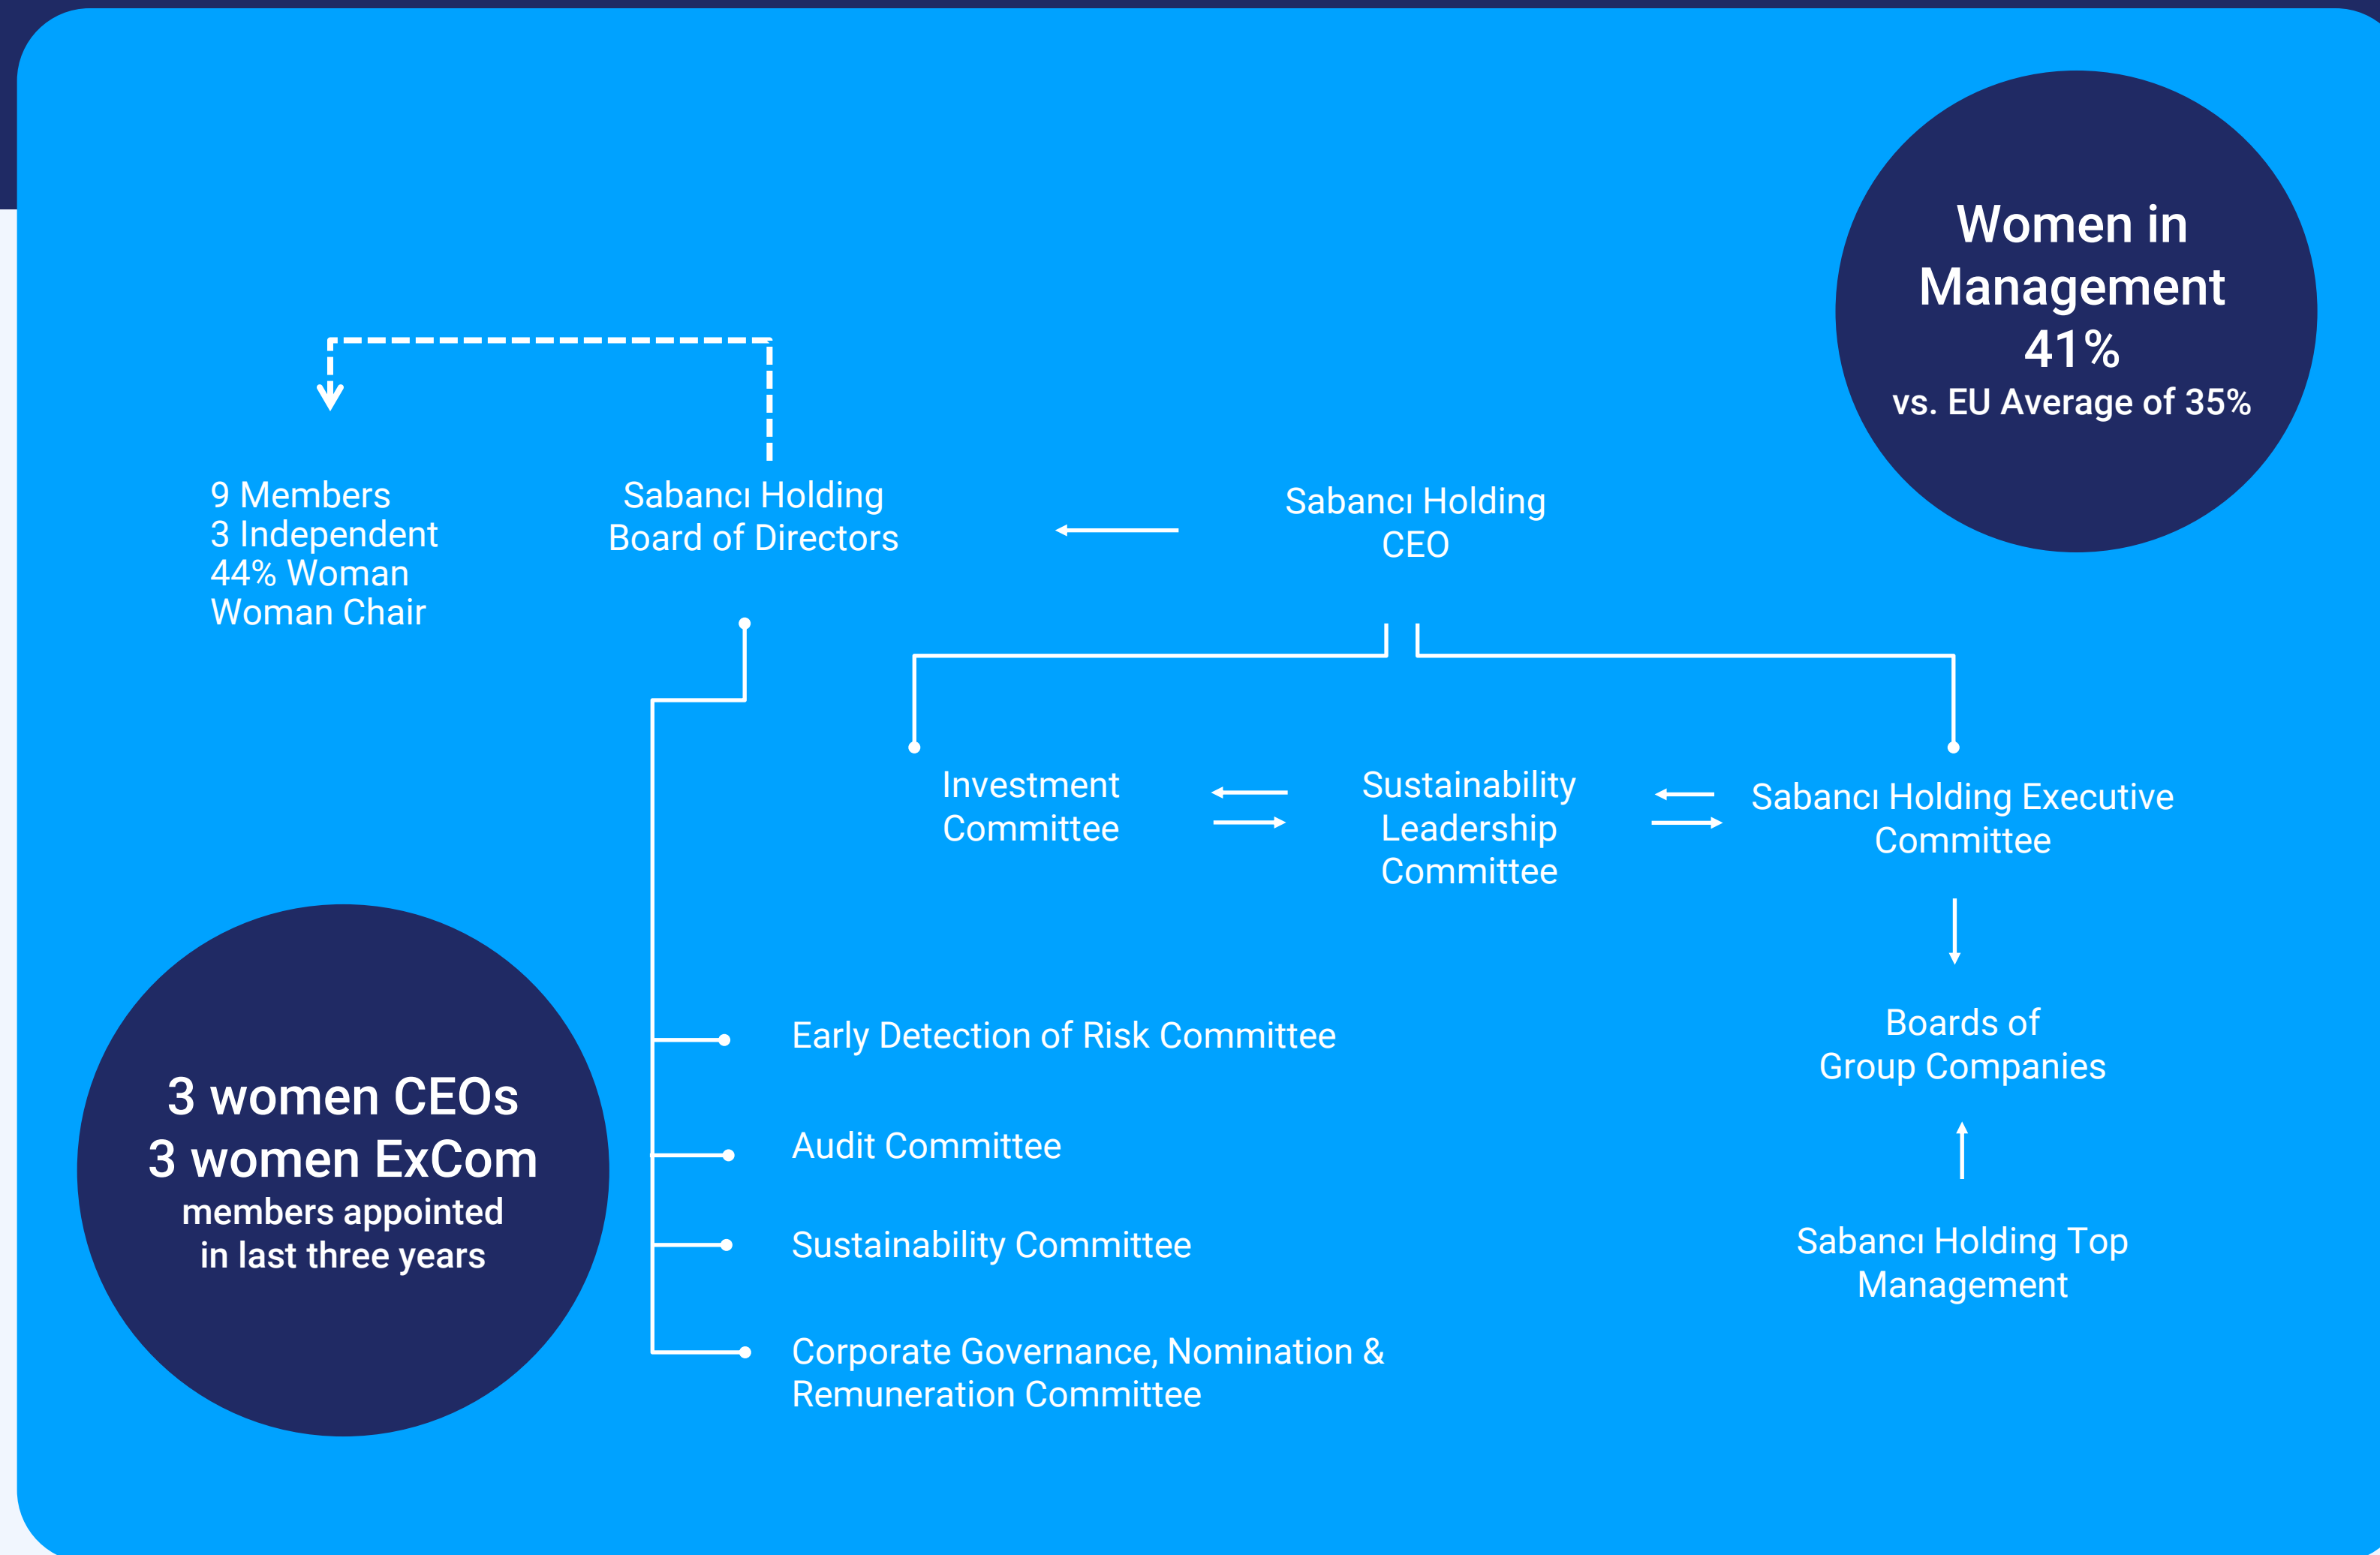 Women in
Management
41%
vs. EU Average of 35%
9 Members
3 Independent
44% Woman
Woman Chair
Sabancı Holding
Board of Directors
Sabancı Holding
CEO
Investment
Committee
Sustainability
Leadership
Committee
Sabancı Holding Executive
Committee
Boards of
Group Companies
Sabancı Holding Top
Management
Early Detection of Risk Committee
Audit Committee
Sustainability Committee
Corporate Governance, Nomination &
Remuneration Committee
3 women CEOs
3 women ExCom
members appointed
in last three years